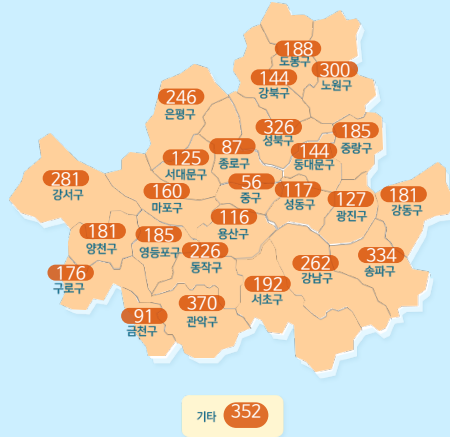 188
도봉구
300
노원구
144
강북구
246
은평구
326
성북구
185
중랑구
87
종로구
144
동대문구
125
서대문구
281
강서구
160
마포구
56
중구
117
성동구
127
광진구
181
강동구
116
용산구
181
양천구
185
영등포구
226
동작구
334
송파구
262
강남구
176
구로구
192
서초구
370
관악구
91
금천구
기타 352